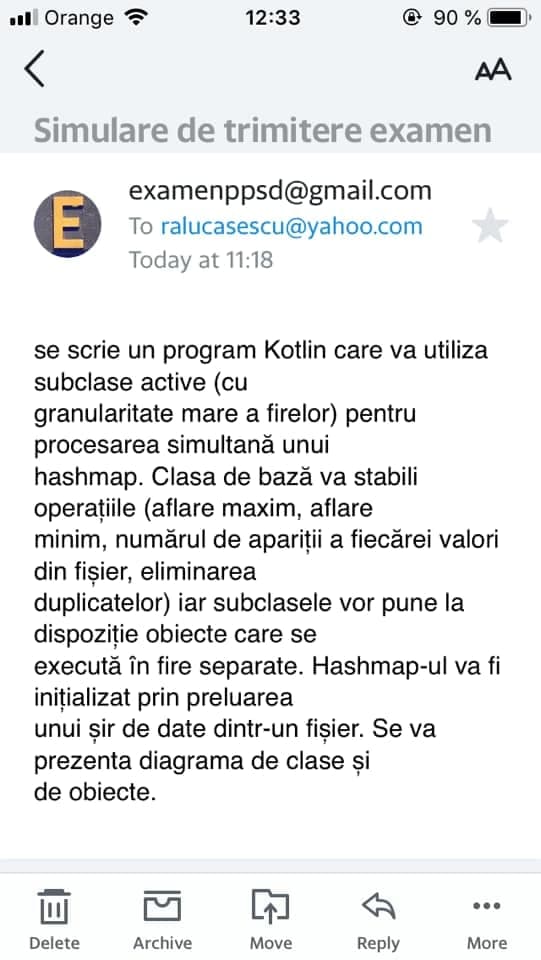 Orange 12:33 90 %
AA
Simulare de trimitere examen
E
examenppsd@gmail.com
To ralucasescu@yahoo.com
Today at 11:18
se scrie un program Kotlin care va utiliza
subclase active (cu
granularitate mare a firelor) pentru
procesarea simultană unui
hashmap. Clasa de bază va stabili
operațiile (aflare maxim, aflare
minim, numărul de apariții a fiecărei valori
din fișier, eliminarea
duplicatelor) iar subclasele vor pune la
dispoziție obiecte care se
execută în fire separate. Hashmap-ul va fi
inițializat prin preluarea
unui șir de date dintr-un fișier. Se va
prezenta diagrama de clase și
de obiecte.
Delete Archive Move Reply More